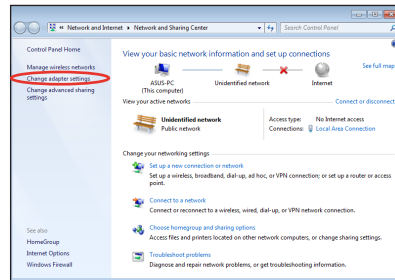 « Network and Internet ▸ Network and Sharing Center
Search Control Panel
Control Panel Home
Manage wireless networks
Change adapter settings
Change advanced sharing
settings
View your basic network information and set up connections
See full map
ASUS-PC
(This computer)
Unidentified network
Internet
View your active networks
Connect or disconnect
Unidentified network
Public network
Access type: No Internet access
Connections: Local Area Connection
Change your networking settings
Set up a new connection or network
Set up a wireless, broadband, dial-up, ad hoc, or VPN connection; or set up a router or access
point.
Connect to a network
Connect or reconnect to a wireless, wired, dial-up, or VPN network connection.
Choose homegroup and sharing options
Access files and printers located on other network computers, or change sharing settings.
Troubleshoot problems
Diagnose and repair network problems, or get troubleshooting information.
See also
HomeGroup
Internet Options
Windows Firewall